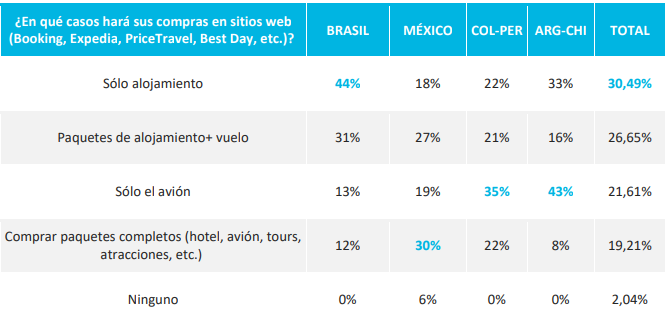 ¿En qué casos hará sus compras en sitios web
(Booking, Expedia, PriceTravel, Best Day, etc.)? BRASIL MÉXICO COL-PER ARG-CHI TOTAL
Sólo alojamiento 44% 18% 22% 33% 30,49%
Paquetes de alojamiento+ vuelo 31% 27% 21% 16% 26,65%
Sólo el avión 13% 19% 35% 43% 21,61%
Comprar paquetes completos (hotel, avión, tours,
atracciones, etc.) 12% 30% 22% 8% 19,21%
Ninguno 0% 6% 0% 0% 2,04%